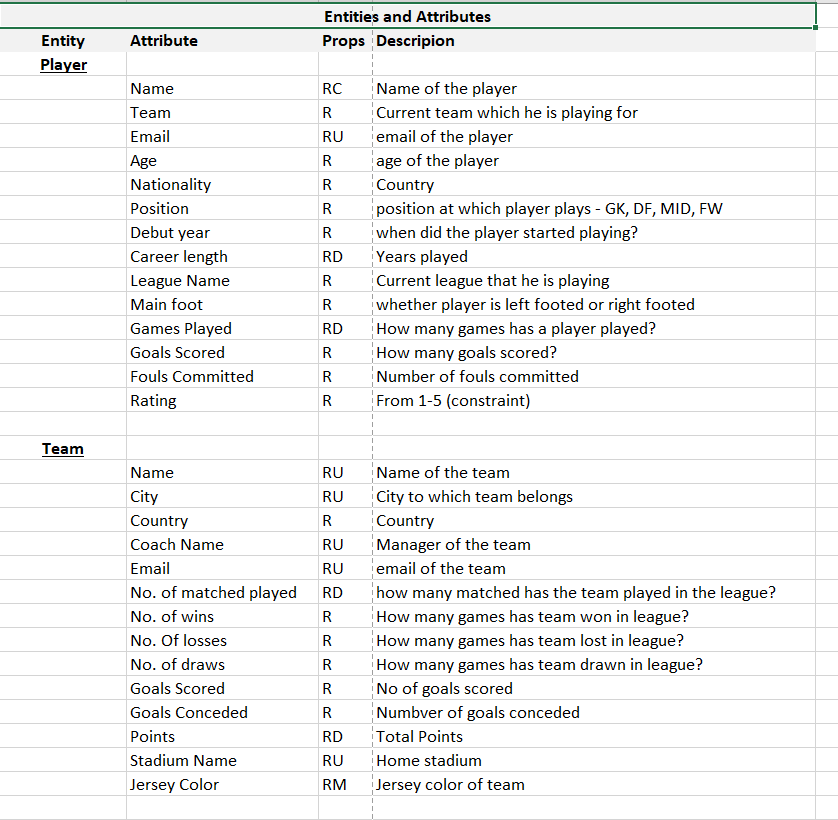 Entities and Attributes
Entity Attribute Props Descripion
Player
Name RC Name of the player
Team R Current team which he is playing for
Email RU email of the player
Age R age of the player
Nationality R Country
Position R position at which player plays - GK, DF, MID, FW
Debut year R when did the player started playing?
Career length RD Years played
League Name R Current league that he is playing
Main foot R whether player is left footed or right footed
Games Played RD How many games has a player played?
Goals Scored R How many goals scored?
Fouls Committed R Number of fouls committed
Rating R From 1-5 (constraint)
Team
Name RU Name of the team
City RU City to which team belongs
Country R Country
Coach Name RU Manager of the team
Email RU email of the team
No. of matched played RD how many matched has the team played in the league?
No. of wins R How many games has team won in league?
No. Of losses R How many games has team lost in league?
No. of draws R How many games has team drawn in league?
Goals Scored R No of goals scored
Goals Conceded R Numbver of goals conceded
Points RD Total Points
Stadium Name RU Home stadium
Jersey Color RM Jersey color of team